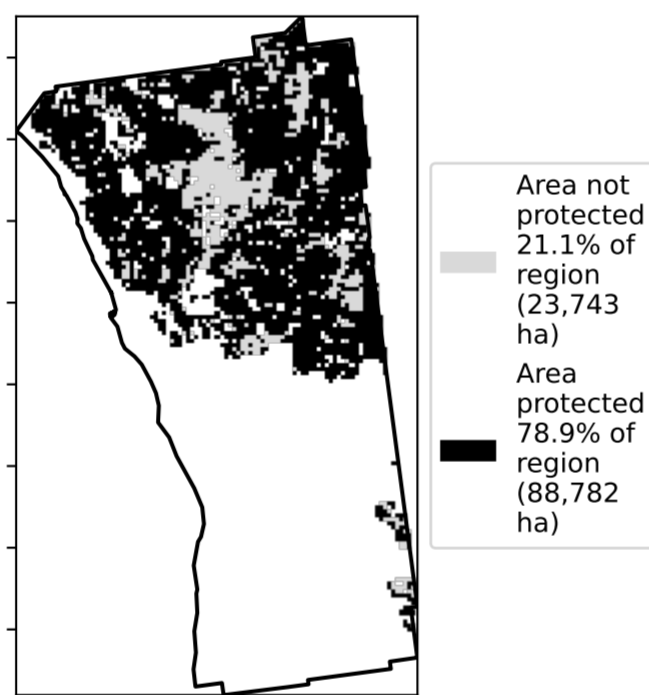 Area not
protected
21.1% of
region
(23,743
ha)
Area
protected
78.9% of
region
(88,782
ha)